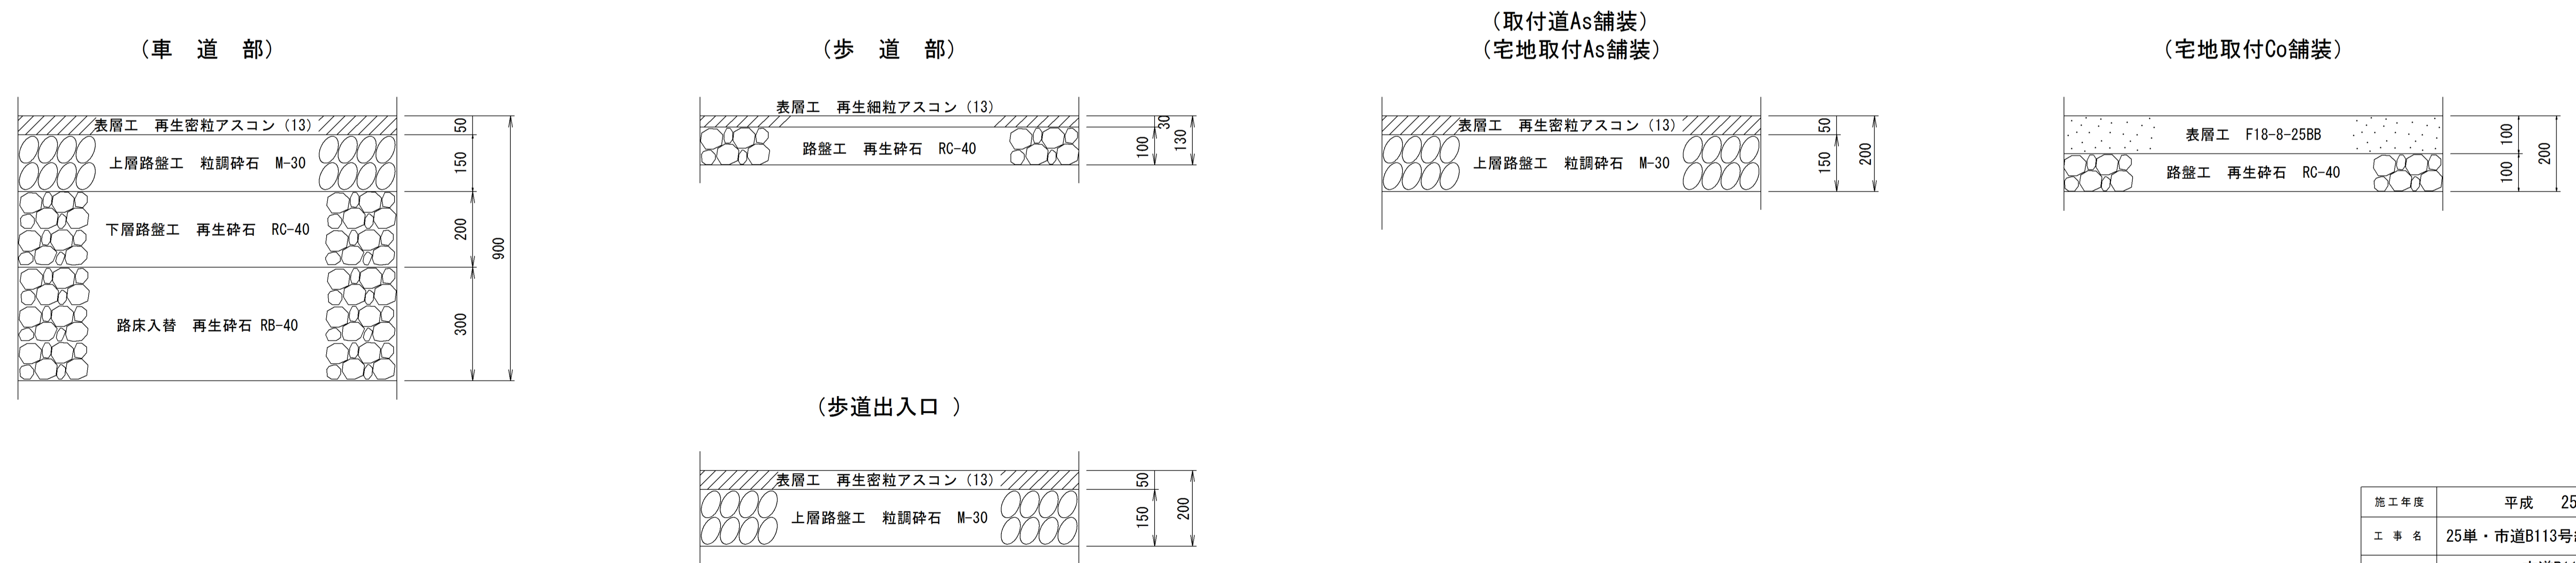 （車　道　部）
表層工　再生密粒アスコン（13）
上層路盤工　粒調砕石　M-30
下層路盤工　再生砕石　RC-40
路床入替　再生砕石 RB-40
50
150
200
300
900
（歩　道　部）
表層工　再生細粒アスコン（13）
路盤工　再生砕石　RC-40
30
100
130
（歩道出入口 ）
表層工　再生密粒アスコン（13）
上層路盤工　粒調砕石　M-30
50
150
200
（取付道As舗装）
（宅地取付As舗装）
表層工　再生密粒アスコン（13）
上層路盤工　粒調砕石　M-30
50
150
200
（宅地取付Co舗装）
表層工　F18-8-25BB
路盤工　再生砕石　RC-40
100
100
200
施工年度　平成　25
工 事 名　25単・市道B113号